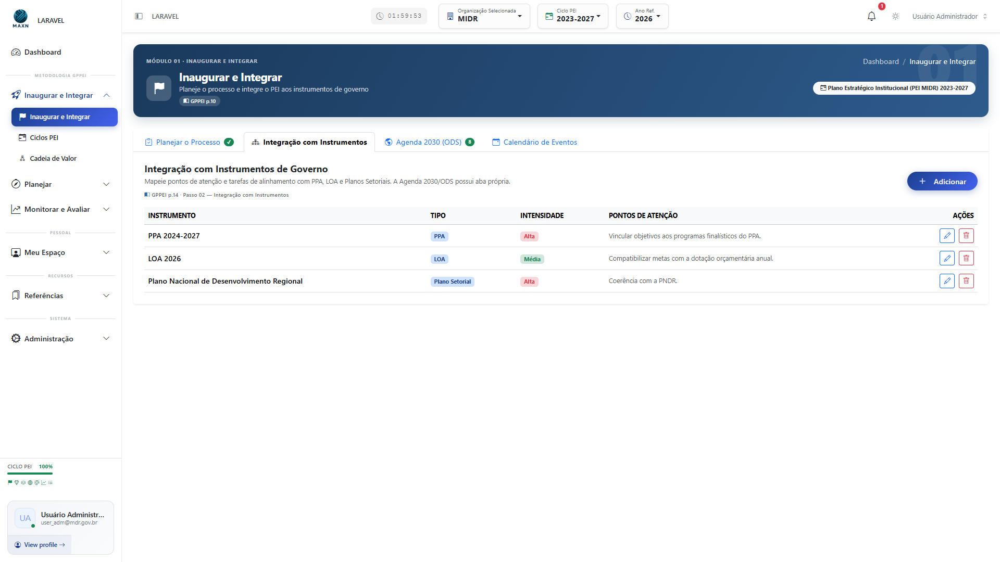 MAXN
LARAVEL
Dashboard
METODOLOGIA GPPEI
Inaugurar e Integrar
Inaugurar e Integrar
Ciclos PEI
Cadeia de Valor
Planejar
Monitorar e Avaliar
PESSOAL
Meu Espaço
RECURSOS
Referências
SISTEMA
Administração
CICLO PEI 100%
UA
Usuário Administr...
user_adm@mdr.gov.br
View profile →
LARAVEL
01:59:53
Organização Selecionada
MIDR
Ciclo PEI
2023-2027
Ano Ref.
2026
1
Usuário Administrador
01
MÓDULO 01 · INAUGURAR E INTEGRAR
Inaugurar e Integrar
Planeje o processo e integre o PEI aos instrumentos de governo
GPPEI p.10
Dashboard / Inaugurar e Integrar
Plano Estratégico Institucional (PEI MIDR) 2023-2027
Planejar o Processo ✓ Integração com Instrumentos Agenda 2030 (ODS) 8 Calendário de Eventos
Integração com Instrumentos de Governo
Mapeie pontos de atenção e tarefas de alinhamento com PPA, LOA e Planos Setoriais. A Agenda 2030/ODS possui aba própria.
GPPEI p.14 · Passo 02 — Integração com Instrumentos
+ Adicionar
INSTRUMENTO TIPO INTENSIDADE PONTOS DE ATENÇÃO AÇÕES
PPA 2024-2027 PPA Alta Vincular objetivos aos programas finalísticos do PPA.
LOA 2026 LOA Média Compatibilizar metas com a dotação orçamentária anual.
Plano Nacional de Desenvolvimento Regional Plano Setorial Alta Coerência com a PNDR.